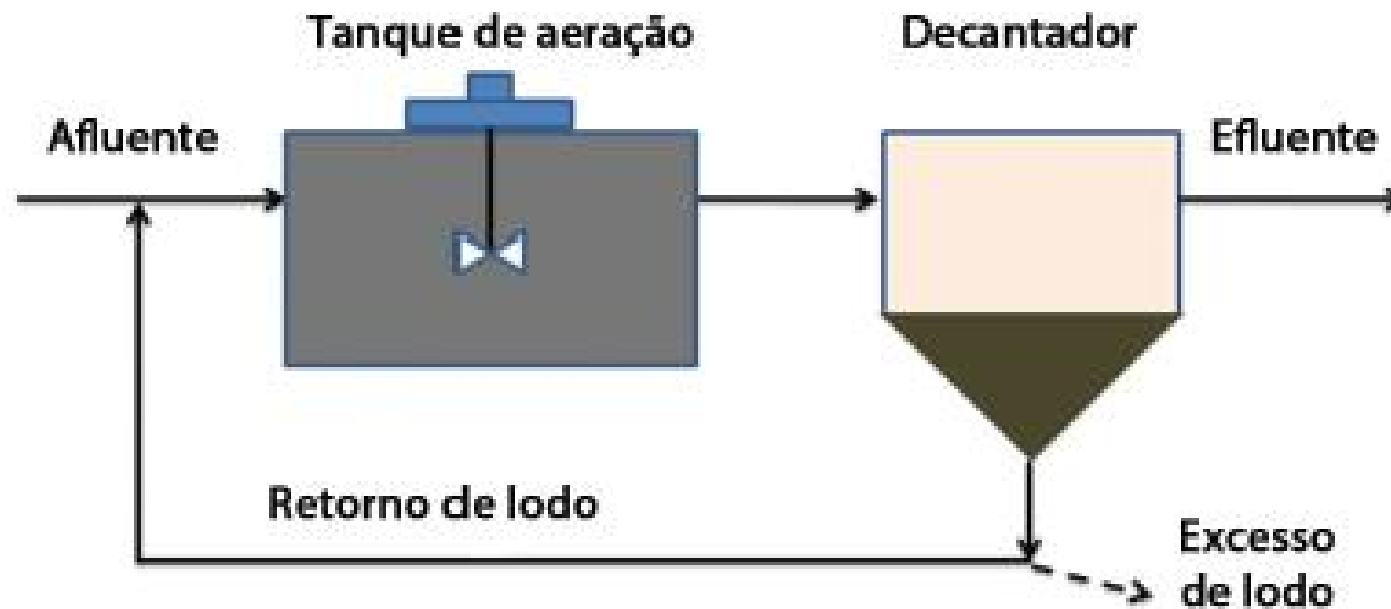 Tanque de aeração
Decantador
Afluente
Efluente
Retorno de lodo
Excesso
de lodo